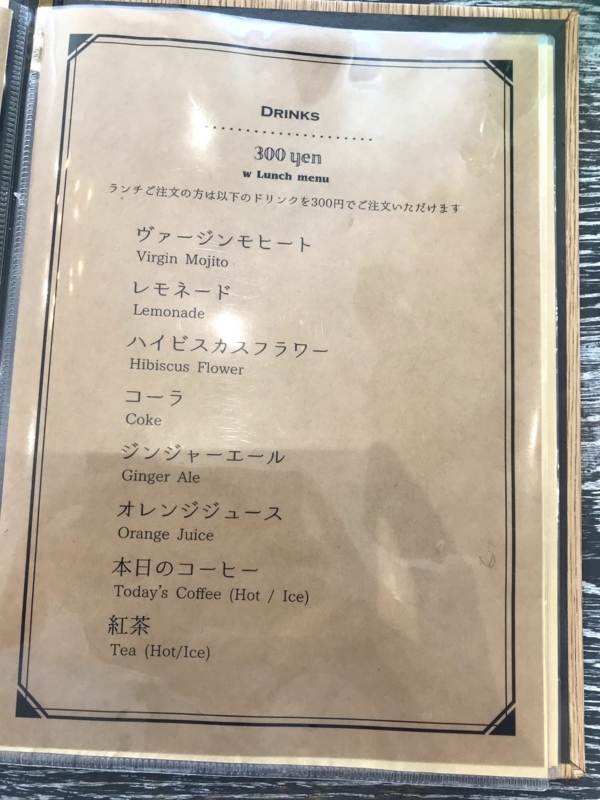 DRINKS
300 yen
w Lunch menu
ランチご注文の方は以下のドリンクを300円でご注文いただけます
ヴァージンモヒート
Virgin Mojito
レモネード
Lemonade
ハイビスカスフラワー
Hibiscus Flower
コーラ
Coke
ジンジャーエール
Ginger Ale
オレンジジュース
Orange Juice
本日のコーヒー
Today's Coffee (Hot / Ice)
紅茶
Tea (Hot/Ice)